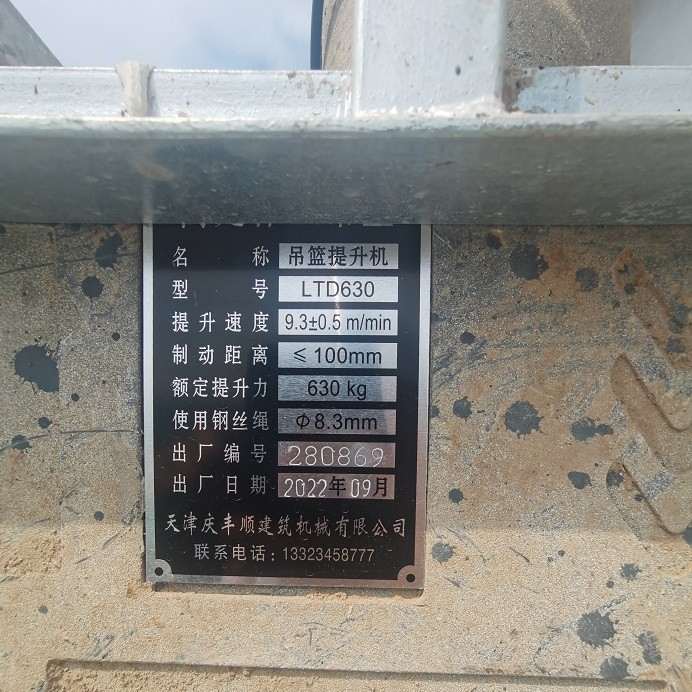 名 称 吊篮提升机
型 号 LTD630
提升速度 9.3±0.5 m/min
制动距离 ≤100mm
额定提升力 630 kg
使用钢丝绳 Φ8.3mm
出厂编号 280869
出厂日期 2022年09月
天津庆丰顺建筑机械有限公司
联系电话：13323458777